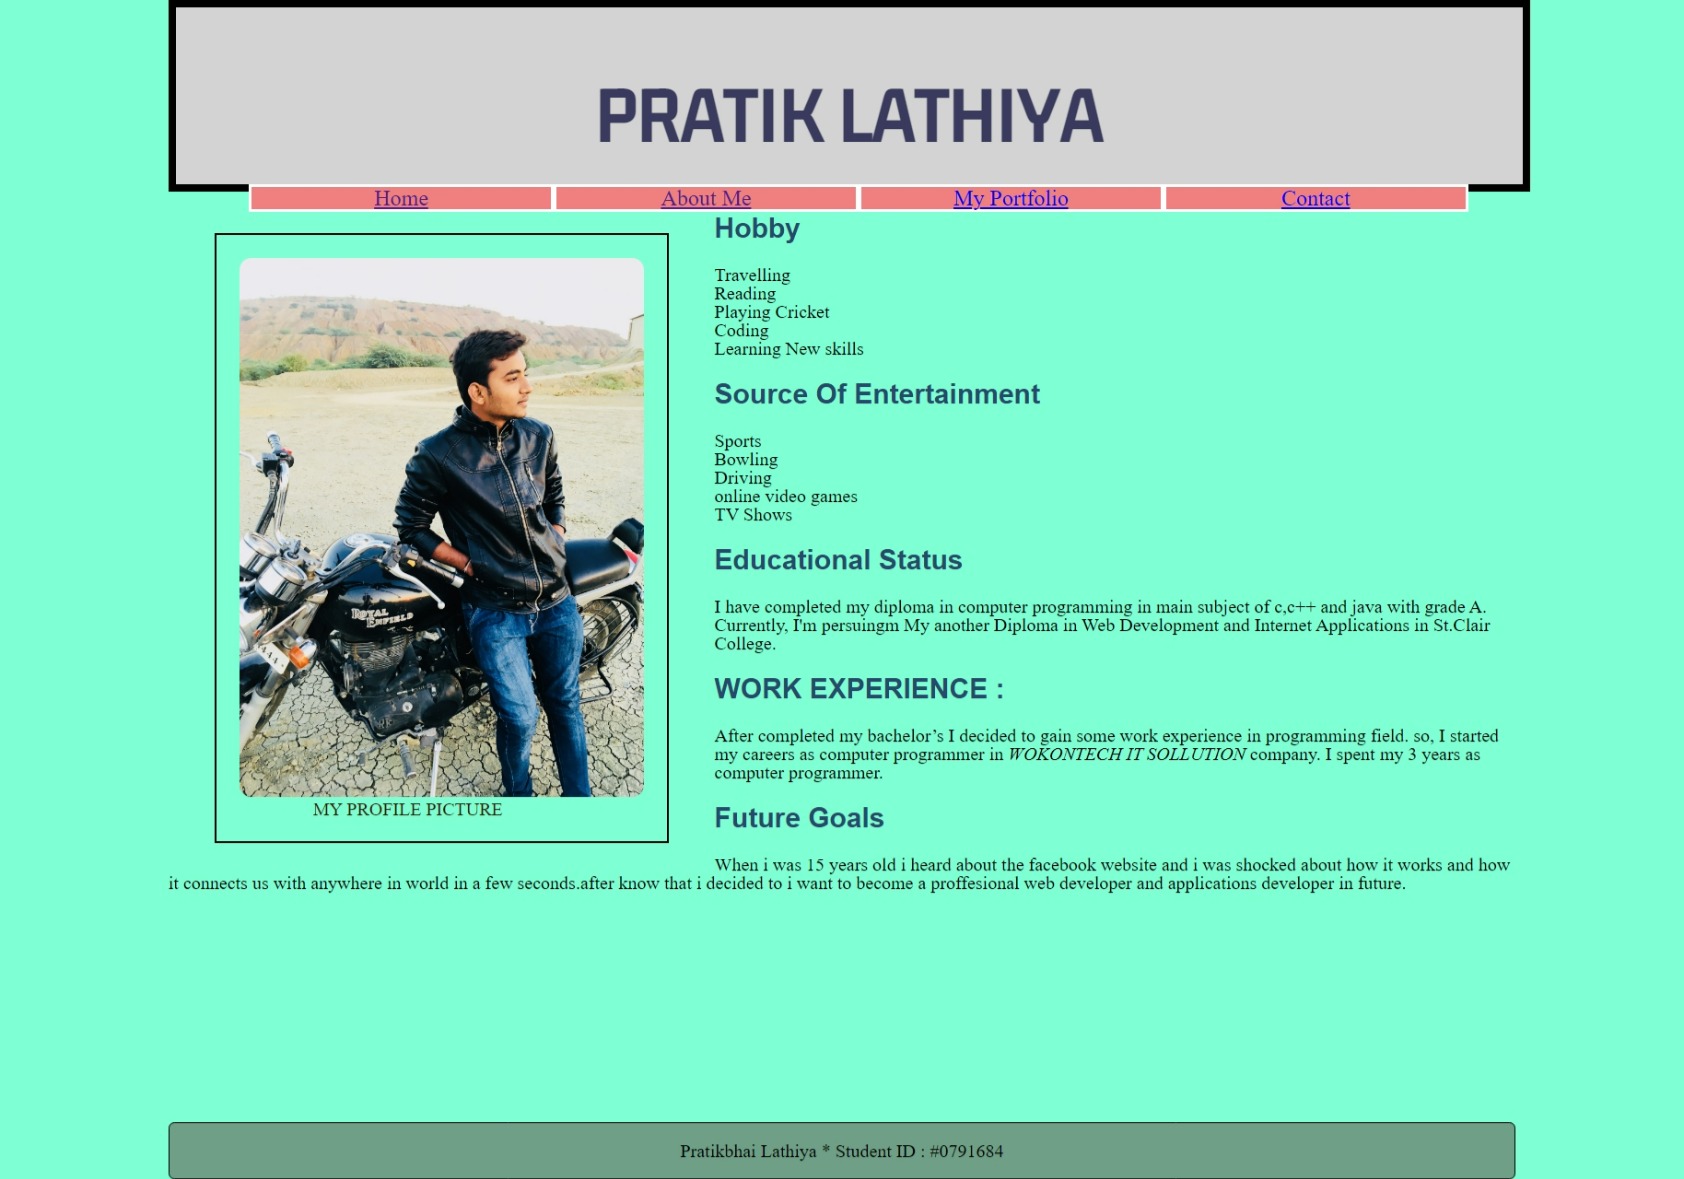 PRATIK LATHIYA
Home
About Me
My Portfolio
Contact
Hobby
Travelling
Reading
Playing Cricket
Coding
Learning New skills
Source Of Entertainment
Sports
Bowling
Driving
online video games
TV Shows
Educational Status
I have completed my diploma in computer programming in main subject of c,c++ and java with grade A.
Currently, I'm persuingm My another Diploma in Web Development and Internet Applications in St.Clair
College.
WORK EXPERIENCE :
After completed my bachelor’s I decided to gain some work experience in programming field. so, I started
my careers as computer programmer in WOKONTECH IT SOLLUTION company. I spent my 3 years as
computer programmer.
Future Goals
When i was 15 years old i heard about the facebook website and i was shocked about how it works and how
it connects us with anywhere in world in a few seconds.after know that i decided to i want to become a proffesional web developer and applications developer in future.
ROYAL
ENFIELD
MY PROFILE PICTURE
Pratikbhai Lathiya * Student ID : #0791684